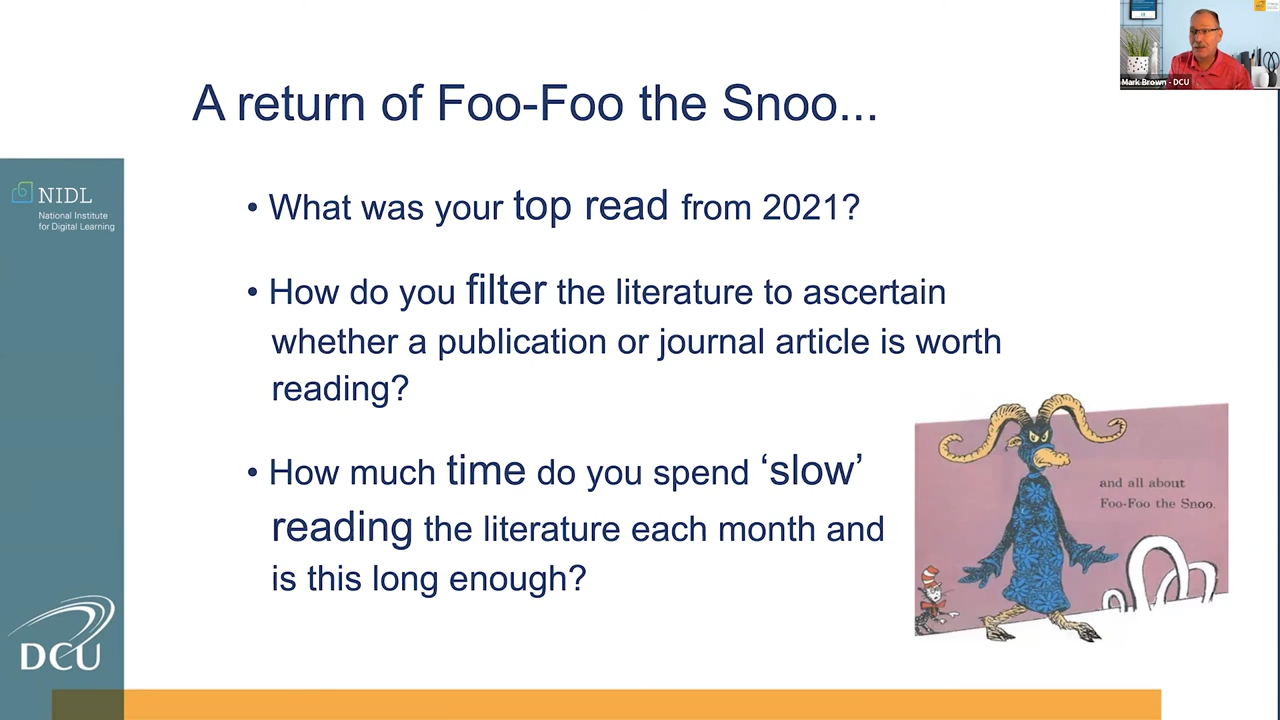 Mark Brown - DCU
A return of Foo-Foo the Snoo...
NIDL
National Institute
for Digital Learning
• What was your top read from 2021?
• How do you filter the literature to ascertain
whether a publication or journal article is worth
reading?
• How much time do you spend ‘slow’
reading the literature each month and
is this long enough?
and all about
Foo-Foo the Snoo.
DCU